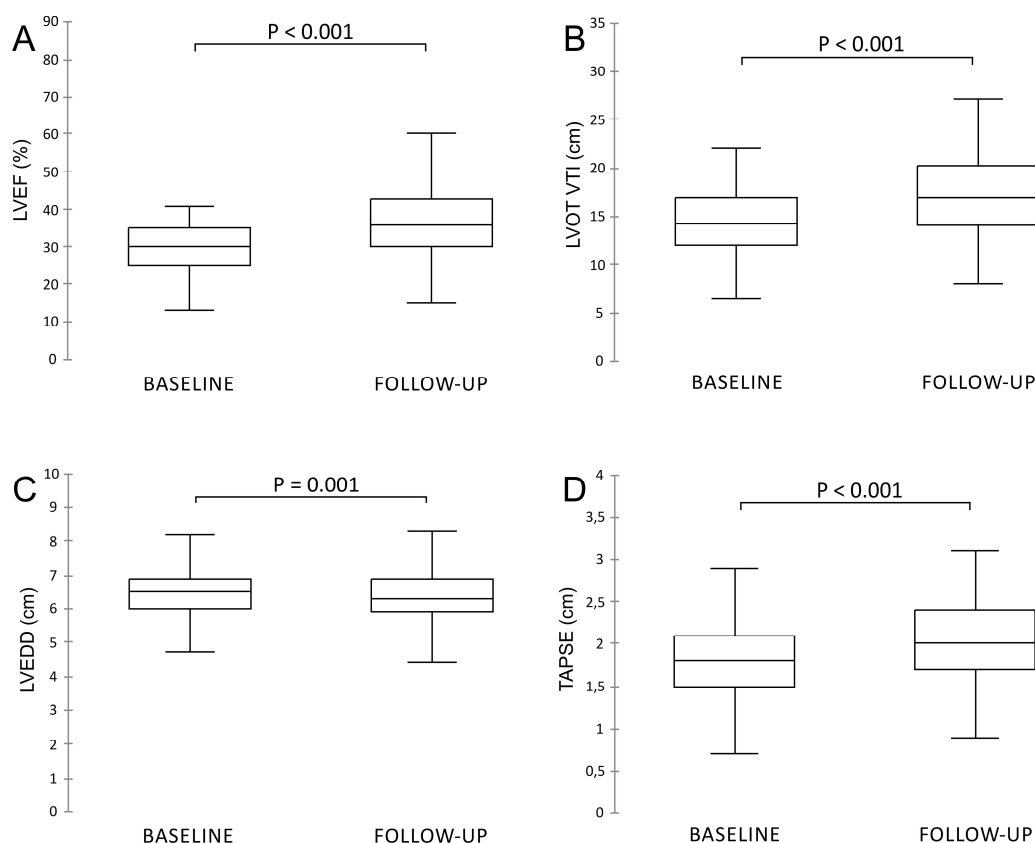 A
P < 0.001
LVEF (%)
90
80
70
60
50
40
30
20
10
0
BASELINE
FOLLOW-UP
B
P < 0.001
LVOT VTI (cm)
35
30
25
20
15
10
5
0
BASELINE
FOLLOW-UP
C
P = 0.001
LVEDD (cm)
10
9
8
7
6
5
4
3
2
1
0
BASELINE
FOLLOW-UP
D
P < 0.001
TAPSE (cm)
4
3,5
3
2,5
2
1,5
1
0,5
0
BASELINE
FOLLOW-UP